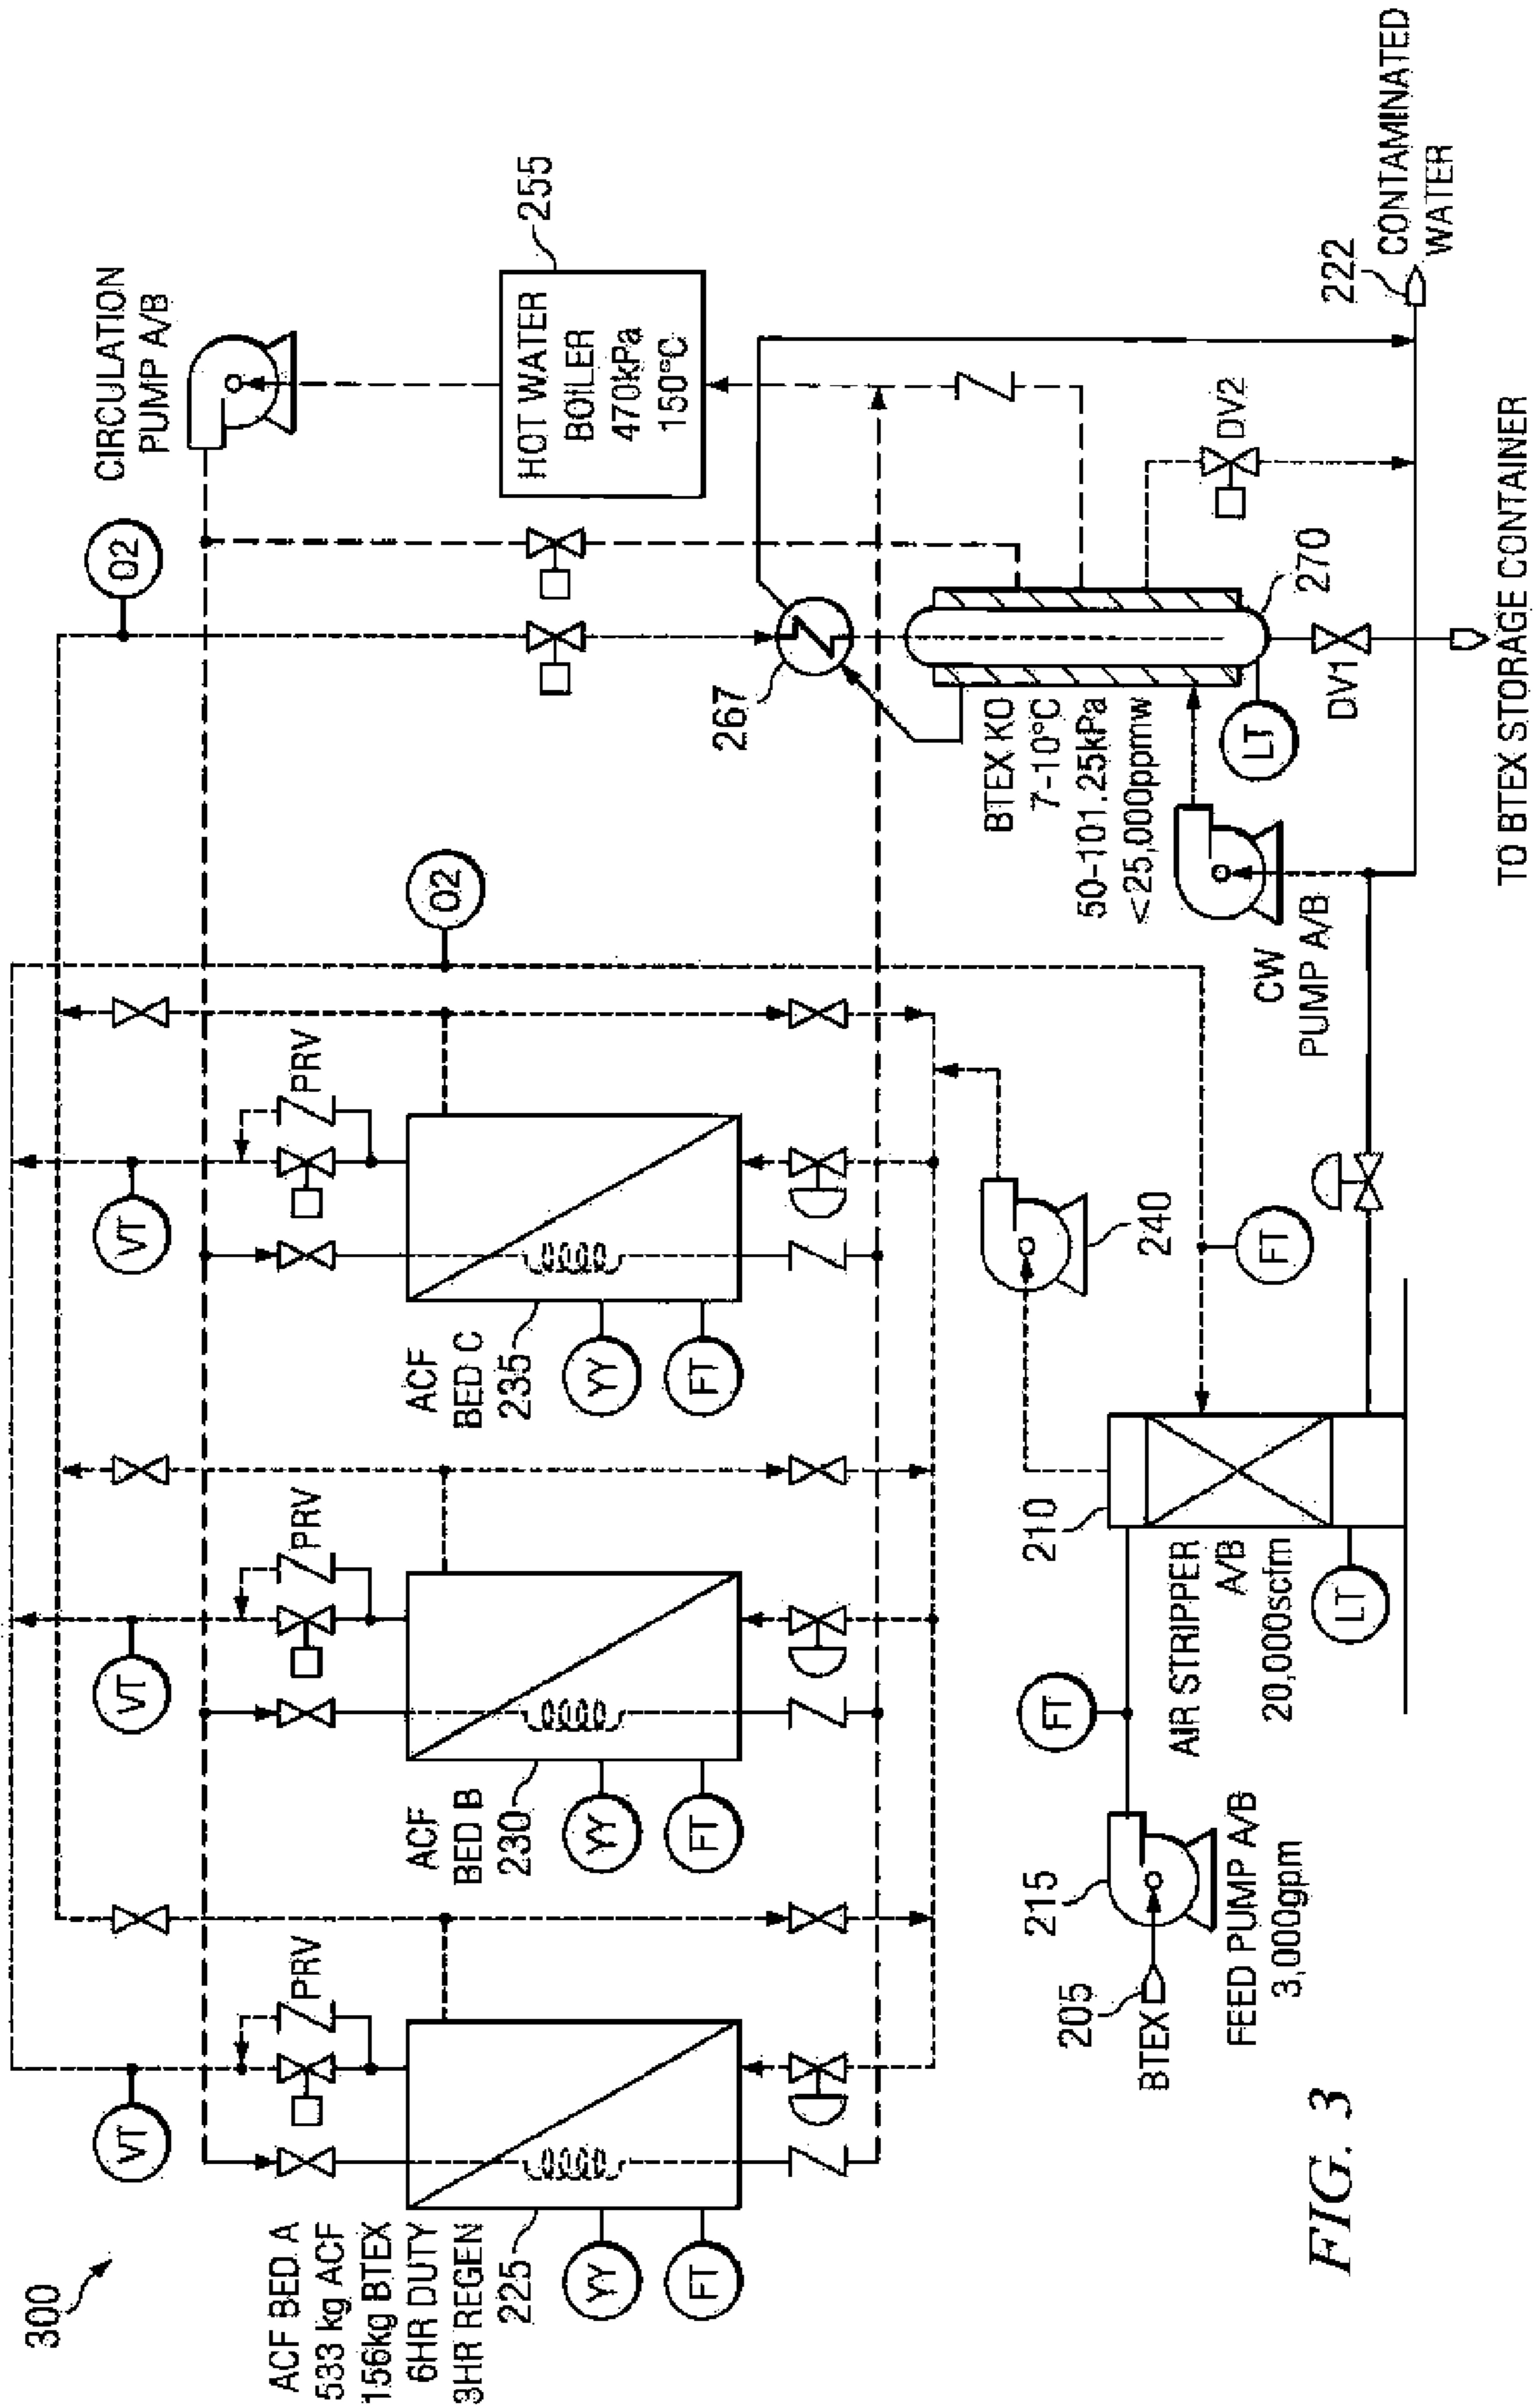 300
ACF BED A
533 kg ACF
156kg BTEX
6HR DUTY
3HR REGEN
225
VT
PRV
YY
FT
ACF
BED B
230
VT
PRV
YY
FT
ACF
BED C
235
VT
PRV
YY
FT
02
02
CIRCULATION
PUMP A/B
HOT WATER
BOILER
470kPa
150°C
255
267
BTEX KO
7-10°C
50-101.25kPa
<25,000ppmw
270
LT
DV1
DV2
222
CONTAMINATED
WATER
TO BTEX STORAGE CONTAINER
CW
PUMP A/B
240
FT
210
AIR STRIPPER
A/B
20,000scfm
LT
FT
215
205
BTEX
FEED PUMP A/B
3,000gpm
FIG. 3